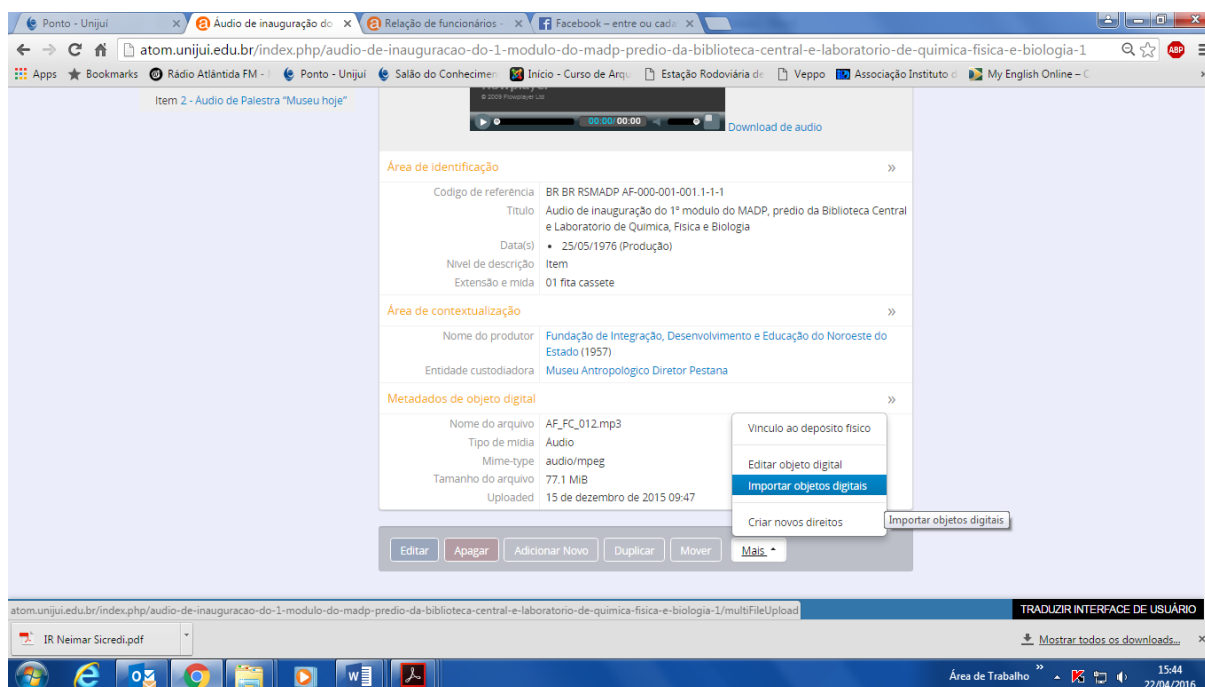 Ponto - Unijuí
Áudio de inauguração do
Relação de funcionários -
Facebook – entre ou cada
atom.unijui.edu.br/index.php/audio-de-inauguracao-do-1-modulo-do-madp-predio-da-biblioteca-central-e-laboratorio-de-quimica-fisica-e-biologia-1
ABP
Apps
Bookmarks
Rádio Atlântida FM -
Ponto - Unijuí
Salão do Conhecimen
Início - Curso de Arqu
Estação Rodoviária de
Veppo
Associação Instituto d
My English Online – C
Item 2 - Áudio de Palestra "Museu hoje"
© 2009 Flowplayer Ltd
00:00/00:00
Download de audio
Área de identificação
Código de referência BR BR RSMADP AF-000-001-001.1-1-1
Título Áudio de inauguração do 1º módulo do MADP, predio da Biblioteca Central
e Laboratorio de Quimica, Fisica e Biologia
Data(s) • 25/05/1976 (Produção)
Nível de descrição Item
Extensão e mida 01 fita cassete
Área de contextualização
Nome do produtor Fundação de Integração, Desenvolvimento e Educação do Noroeste do
Estado (1957)
Entidade custodiadora Museu Antropológico Diretor Pestana
Metadados de objeto digital
Nome do arquivo AF_FC_012.mp3
Tipo de mídia Áudio
Mime-type audio/mpeg
Tamanho do arquivo 77.1 MiB
Uploaded 15 de dezembro de 2015 09:47
Vínculo ao depósito físico
Editar objeto digital
Importar objetos digitais
Criar novos direitos
Importar objetos digitais
Editar
Apagar
Adicionar Novo
Duplicar
Mover
Mais
atom.unijui.edu.br/index.php/audio-de-inauguracao-do-1-modulo-do-madp-predio-da-biblioteca-central-e-laboratorio-de-quimica-fisica-e-biologia-1/multiFileUpload
TRADUZIR INTERFACE DE USUÁRIO
IR Neimar Sicredi.pdf
Mostrar todos os downloads...
Área de Trabalho
15:44
22/04/2016